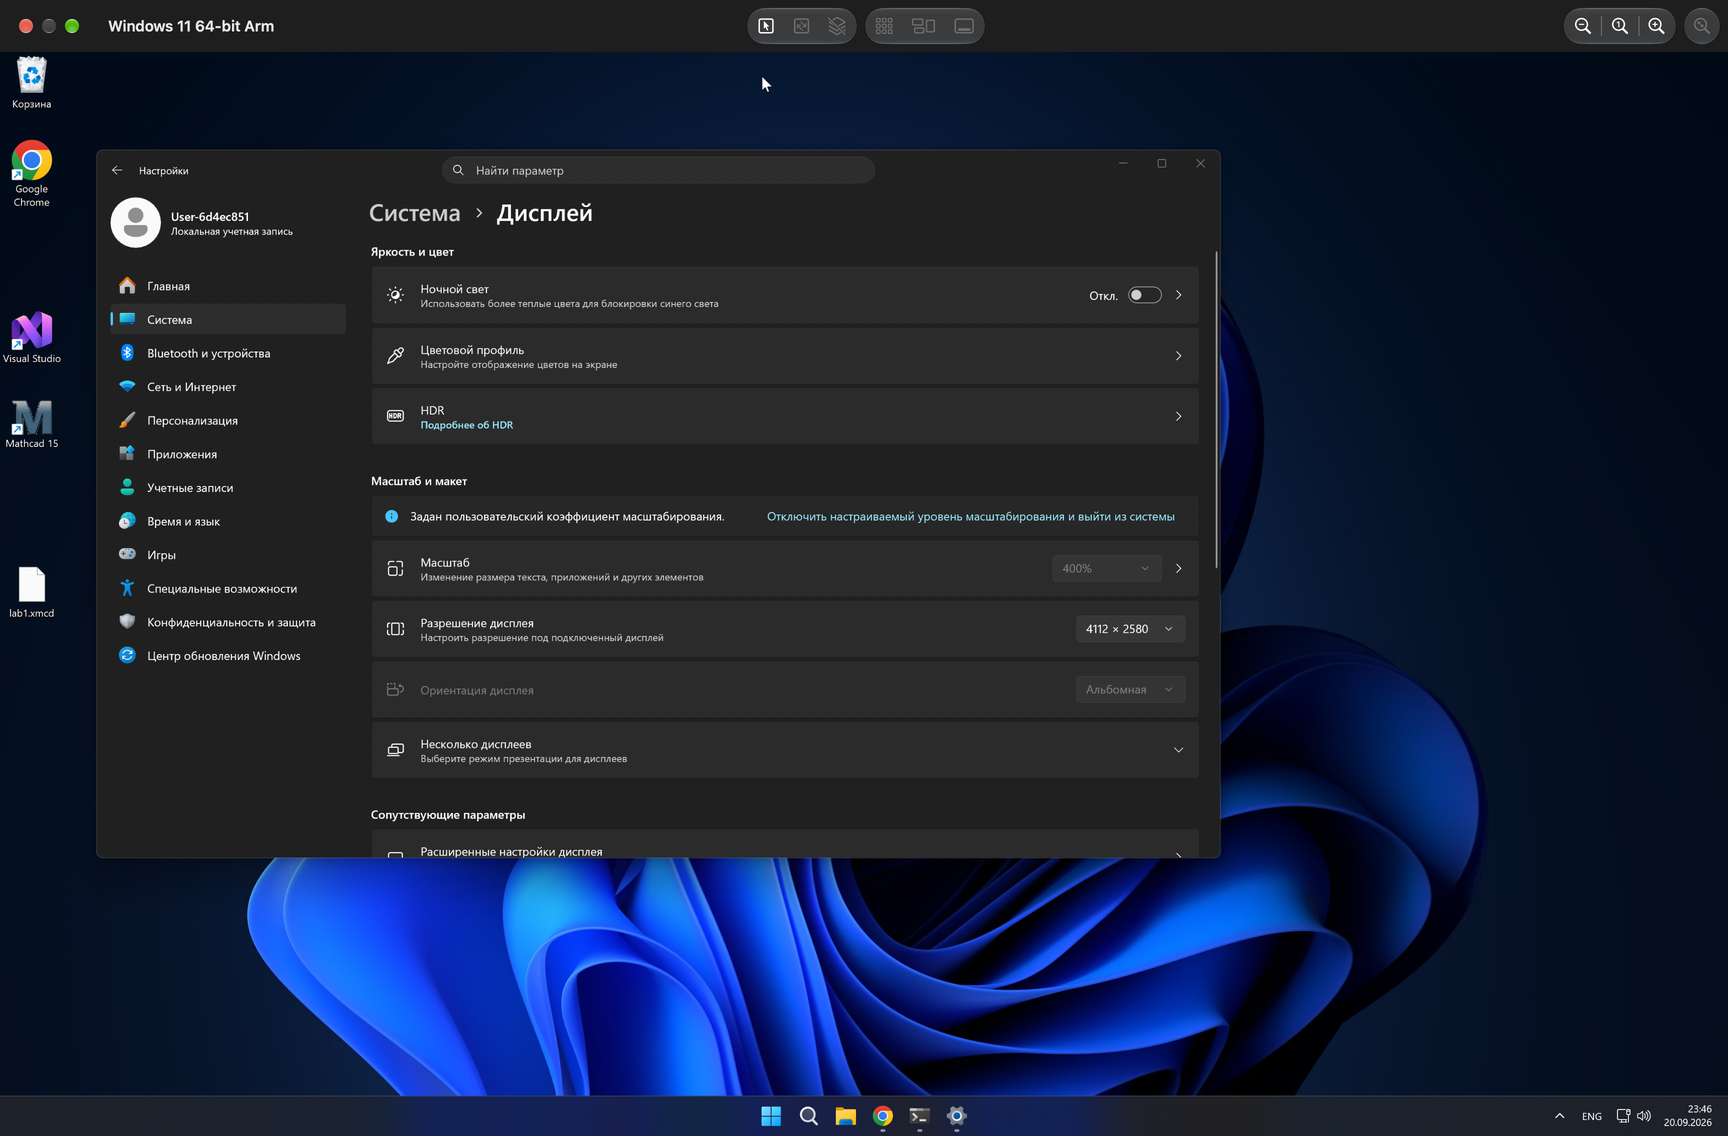 Windows 11 64-bit Arm
Корзина
Google
Chrome
Visual Studio
Mathcad 15
lab1.xmcd
Настройки
Найти параметр
User-6d4ec851
Локальная учетная запись
Главная
Система
Bluetooth и устройства
Сеть и Интернет
Персонализация
Приложения
Учетные записи
Время и язык
Игры
Специальные возможности
Конфиденциальность и защита
Центр обновления Windows
Система > Дисплей
Яркость и цвет
Ночной свет
Использовать более теплые цвета для блокировки синего света
Откл.
Цветовой профиль
Настройте отображение цветов на экране
HDR
HDR
Подробнее об HDR
Масштаб и макет
Задан пользовательский коэффициент масштабирования.
Отключить настраиваемый уровень масштабирования и выйти из системы
Масштаб
Изменение размера текста, приложений и других элементов
400%
Разрешение дисплея
Настроить разрешение под подключенный дисплей
4112 × 2580
Ориентация дисплея
Альбомная
Несколько дисплеев
Выберите режим презентации для дисплеев
Сопутствующие параметры
Расширенные настройки дисплея
ENG
23:46
20.09.2026